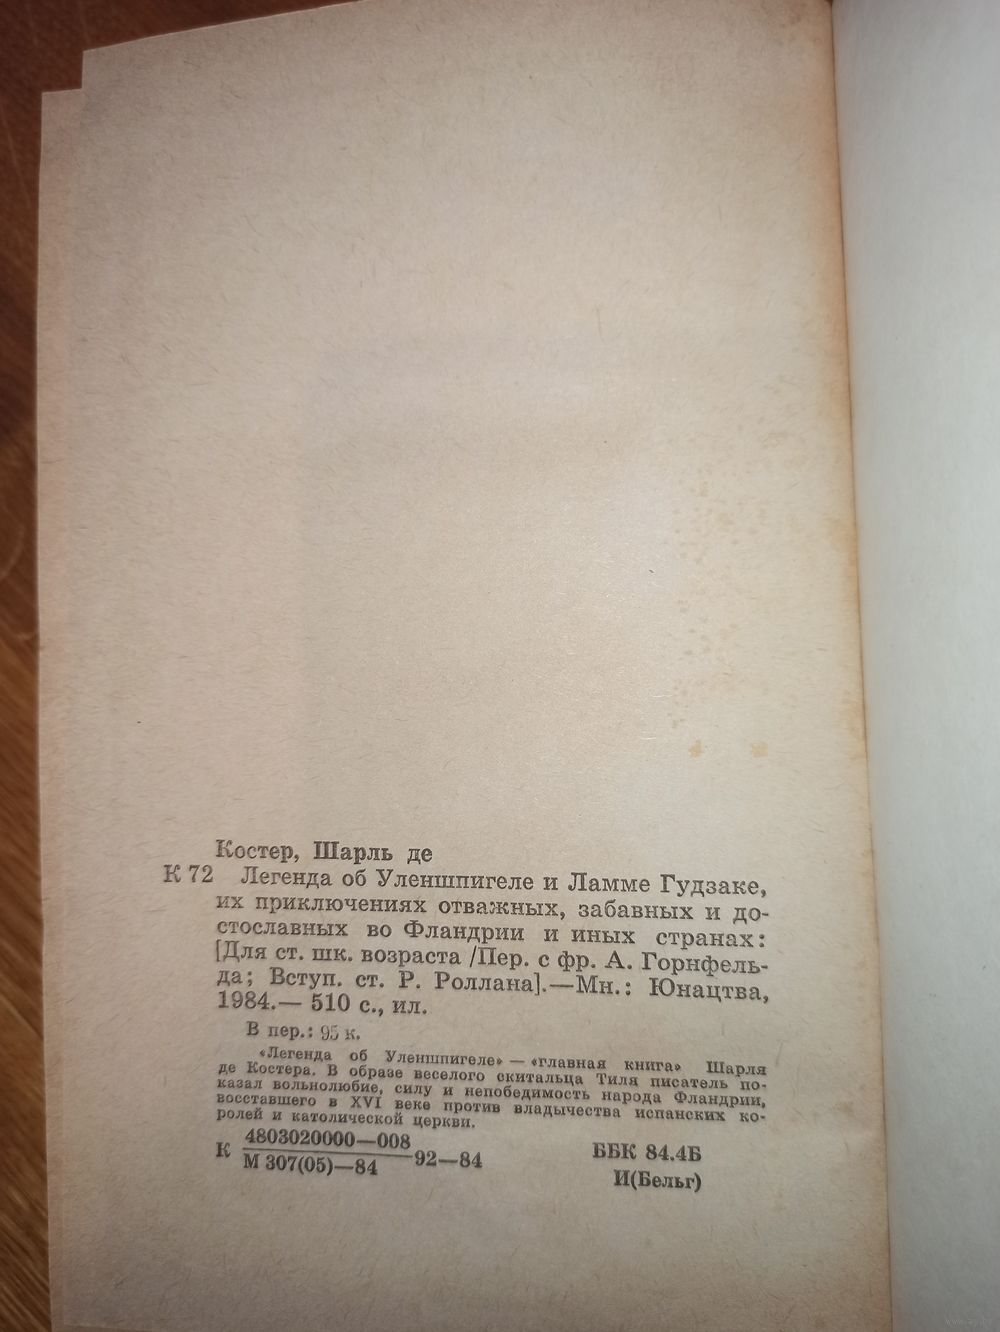 Костер, Шарль де
К 72 Легенда об Уленшпигеле и Ламме Гудзаке,
их приключениях отважных, забавных и до-
стославных во Фландрии и иных странах:
[Для ст. шк. возраста /Пер. с фр. А. Горнфель-
да; Вступ. ст. Р. Роллана].—Мн.: Юнацтва,
1984.— 510 с., ил.
В пер.: 95 к.
«Легенда об Уленшпигеле» — «главная книга» Шарля
де Костера. В образе веселого скитальца Тиля писатель по-
казал вольнолюбие, силу и непобедимость народа Фландрии,
восставшего в XVI веке против владычества испанских ко-
ролей и католической церкви.
К 4803020000—008 92—84
М 307(05)—84
ББК 84.4Б
И(Бельг)